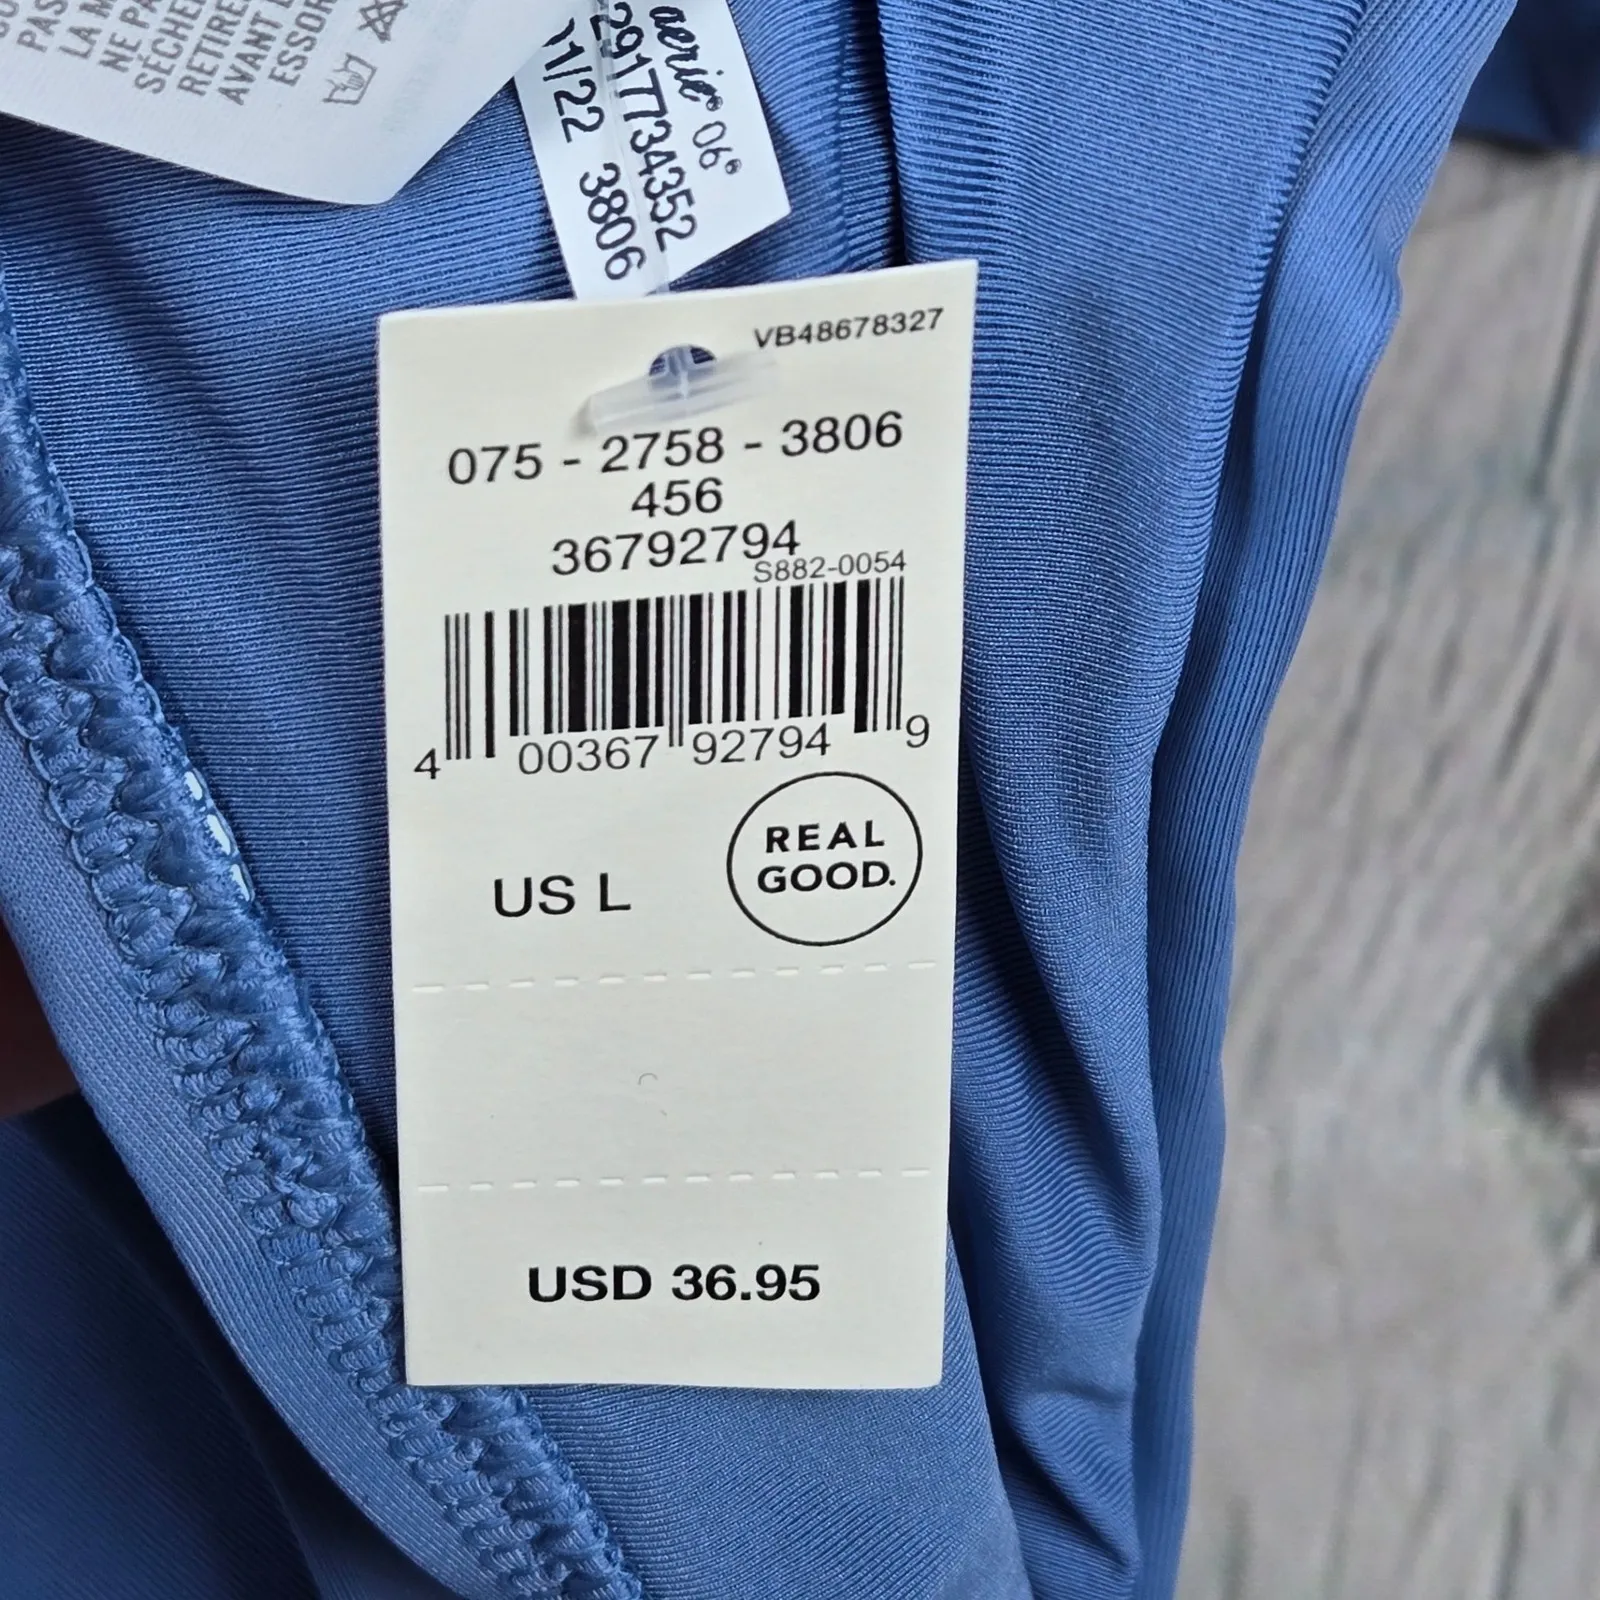 PAS
LA M
NE PA
SÉCHE
RETIRE
AVANT
ESSOR
aerie® 06°
2917734352
11/22 3806
VB48678327
075 - 2758 - 3806
456
36792794
S882-0054
4 00367 92794 9
US L
REAL
GOOD.
USD 36.95